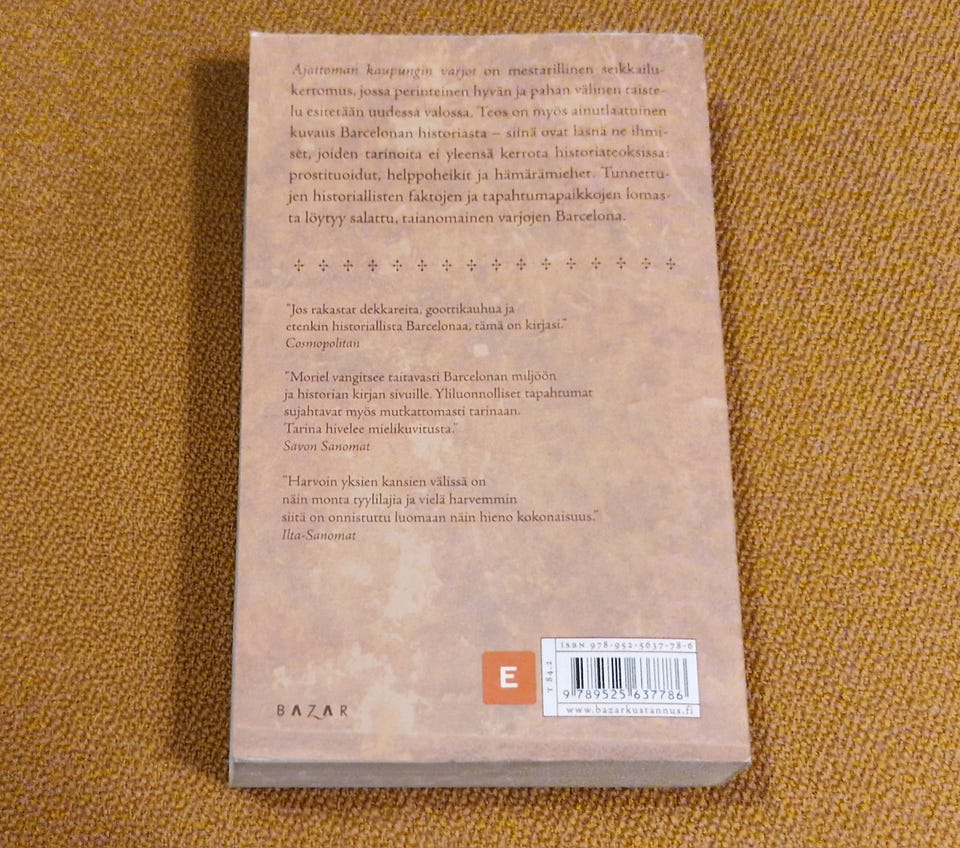 Ajattoman kaupungin varjot on mestarillinen seikkailu-
kertomus, jossa perinteinen hyvän ja pahan välinen taiste-
lu esitetään uudessa valossa. Teos on myös ainutlaatuinen
kuvaus Barcelonan historiasta – siinä ovat läsnä ne ihmi-
set, joiden tarinoita ei yleensä kerrota historiateoksissa:
prostituoidut, helppoheikit ja hämärämiehet. Tunnettu-
jen historiallisten faktojen ja tapahtumapaikkojen lomas-
ta löytyy salattu, taianomainen varjojen Barcelona.
"Jos rakastat dekkareita, goottikauhua ja
etenkin historiallista Barcelonaa, tämä on kirjasi."
Cosmopolitan
"Moriel vangitsee taitavasti Barcelonan miljöön
ja historian kirjan sivuille. Yliluonnolliset tapahtumat
sujahtavat myös mutkattomasti tarinaan.
Tarina hivelee mielikuvitusta."
Savon Sanomat
"Harvoin yksien kansien välissä on
näin monta tyylilajia ja vielä harvemmin
siitä on onnistuttu luomaan näin hieno kokonaisuus."
Ilta-Sanomat
BAZAR
E
T 84.2
ISBN 978-952-5637-78-6
9 789525 637786
www.bazarkustannus.fi